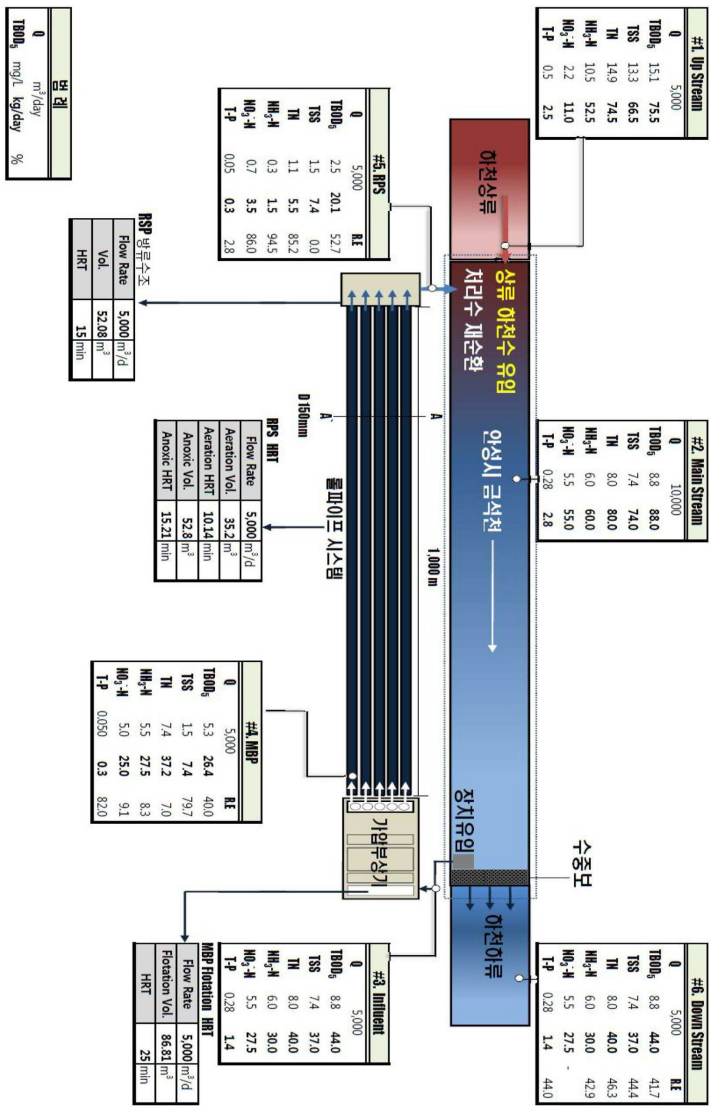 #1. Up Stream
Q 5,000
TBOD5 15.1 75.5
TSS 13.3 66.5
TN 14.9 74.5
NH3-N 10.5 52.5
NO3-N 2.2 11.0
T-P 0.5 2.5
#2. Main Stream
Q 10,000
TBOD5 8.8 88.0
TSS 7.4 74.0
TN 8.0 80.0
NH3-N 6.0 60.0
NO3-N 5.5 55.0
T-P 0.28 2.8
#6. Down Stream
Q 5,000 R.E
TBOD5 8.8 44.0 41.7
TSS 7.4 37.0 44.4
TN 8.0 40.0 46.3
NH3-N 6.0 30.0 42.9
NO3-N 5.5 27.5 -
T-P 0.28 1.4 44.0
수중보
하천상류
상류 하천수 유입
처리수 재순환
안성시 금석천
장치유입
하천하류
1,000 m
A
A`
D150mm
롤파이프 시스템
가압부상기
#5. RPS
Q 5,000 R.E
TBOD5 2.5 20.1 52.7
TSS 1.5 7.4 0.0
TN 1.1 5.5 85.2
NH3-N 0.3 1.5 94.5
NO3-N 0.7 3.5 86.0
T-P 0.05 0.3 2.8
#4. MBP
Q 5,000 R.E
TBOD5 5.3 26.4 40.0
TSS 1.5 7.4 79.7
TN 7.4 37.2 7.0
NH3-N 5.5 27.5 8.3
NO3-N 5.0 25.0 9.1
T-P 0.050 0.3 82.0
#3. Influent
Q 5,000
TBOD5 8.8 44.0
TSS 7.4 37.0
TN 8.0 40.0
NH3-N 6.0 30.0
NO3-N 5.5 27.5
T-P 0.28 1.4
범 례
Q m³/day
TBOD5 mg/L kg/day %
RSP 방류수조
Flow Rate 5,000 m³/d
Vol. 52.08 m³
HRT 15 min
RPS HRT
Flow Rate 5,000 m³/d
Aeration Vol. 35.2 m³
Aeration HRT 10.14 min
Anoxic Vol. 52.8 m³
Anoxic HRT 15.21 min
MBP Flotation HRT
Flow Rate 5,000 m³/d
Flotation Vol. 86.81 m³
HRT 25 min